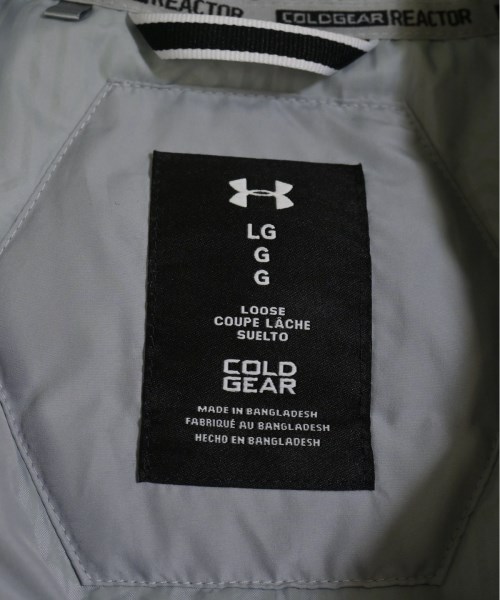 REACTOR
COLDGEAR REACTOR
LG
G
G
LOOSE
COUPE LÂCHE
SUELTO
COLD
GEAR
MADE IN BANGLADESH
FABRIQUÉ AU BANGLADESH
HECHO EN BANGLADESH